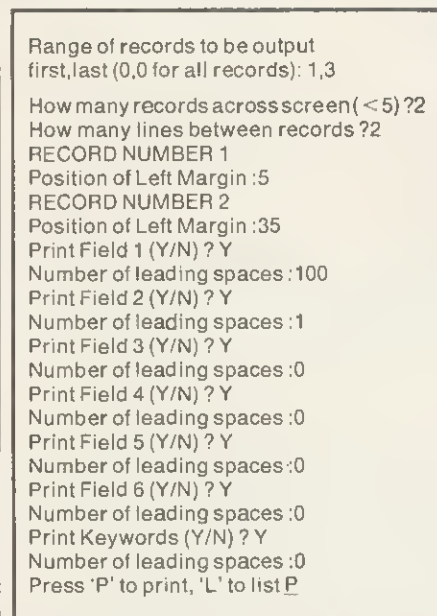 Range of records to be output
first,last (0,0 for all records): 1,3
How many records across screen (<5) ?2
How many lines between records ?2
RECORD NUMBER 1
Position of Left Margin :5
RECORD NUMBER 2
Position of Left Margin :35
Print Field 1 (Y/N) ? Y
Number of leading spaces :100
Print Field 2 (Y/N) ? Y
Number of leading spaces :1
Print Field 3 (Y/N) ? Y
Number of leading spaces :0
Print Field 4 (Y/N) ? Y
Number of leading spaces :0
Print Field 5 (Y/N) ? Y
Number of leading spaces :0
Print Field 6 (Y/N) ? Y
Number of leading spaces :0
Print Keywords (Y/N) ? Y
Number of leading spaces :0
Press 'P' to print, 'L' to list P